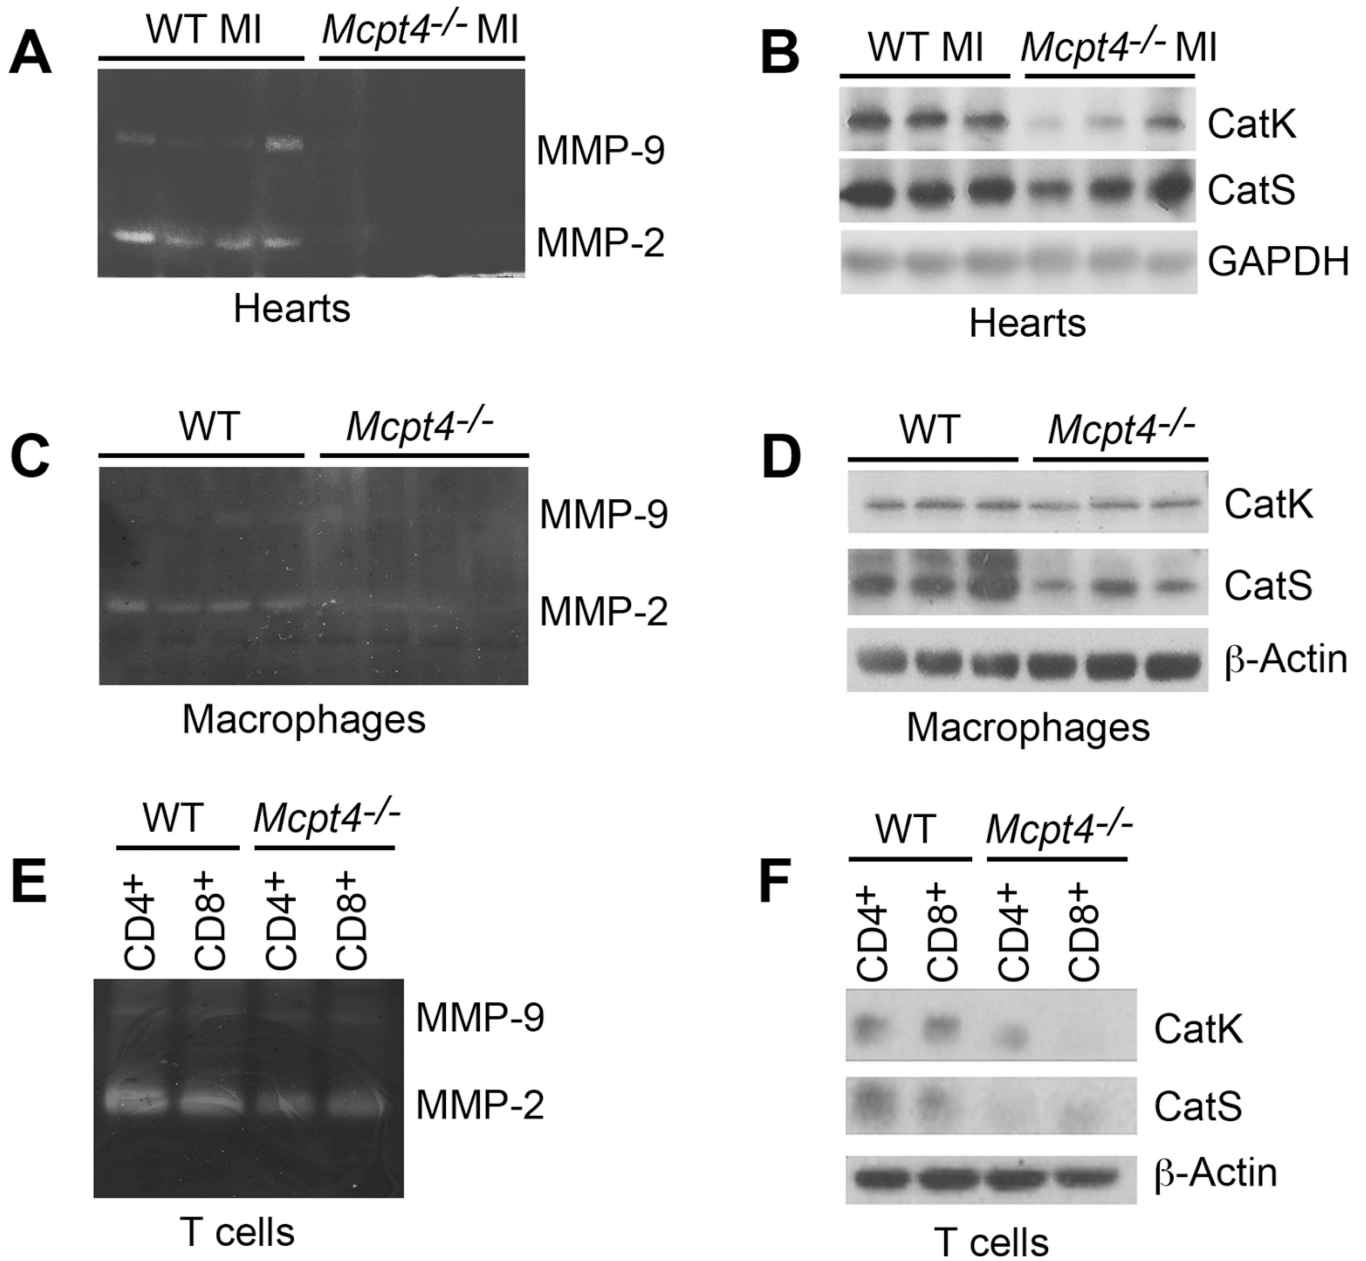 A
WT MI Mcpt4-/- MI
MMP-9
MMP-2
Hearts
B
WT MI Mcpt4-/- MI
CatK
CatS
GAPDH
Hearts
C
WT Mcpt4-/-
MMP-9
MMP-2
Macrophages
D
WT Mcpt4-/-
CatK
CatS
β-Actin
Macrophages
E
WT Mcpt4-/-
CD4+ CD8+ CD4+ CD8+
MMP-9
MMP-2
T cells
F
WT Mcpt4-/-
CD4+ CD8+ CD4+ CD8+
CatK
CatS
β-Actin
T cells